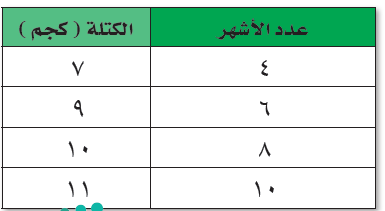 عدد الأشهر الكتلة ( كجم )
٤ ٧
٦ ٩
٨ ١٠
١٠ ١١